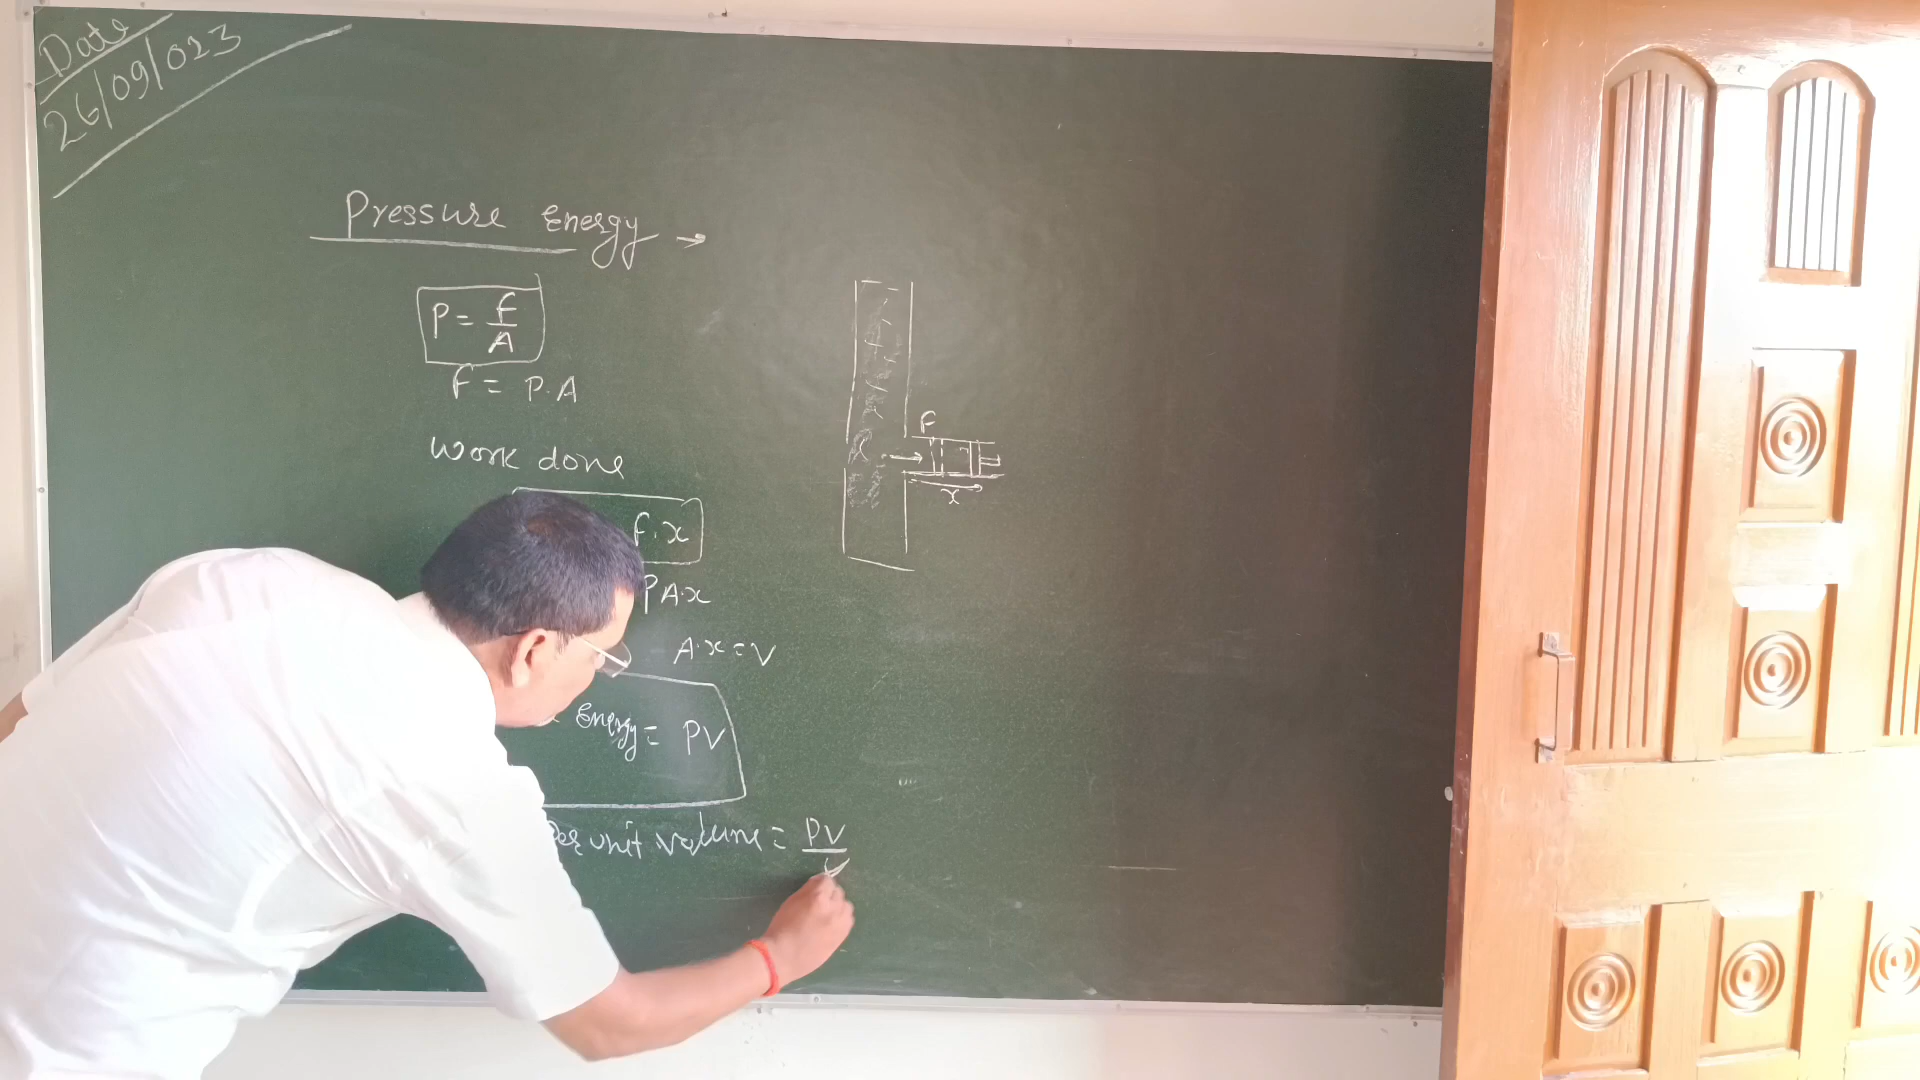 Date
26/09/023
Pressure Energy →
P = F/A
F = P.A
Work done
F.x
PA.x
A.x = V
Energy = PV
Per unit volume = PV/V
F
x